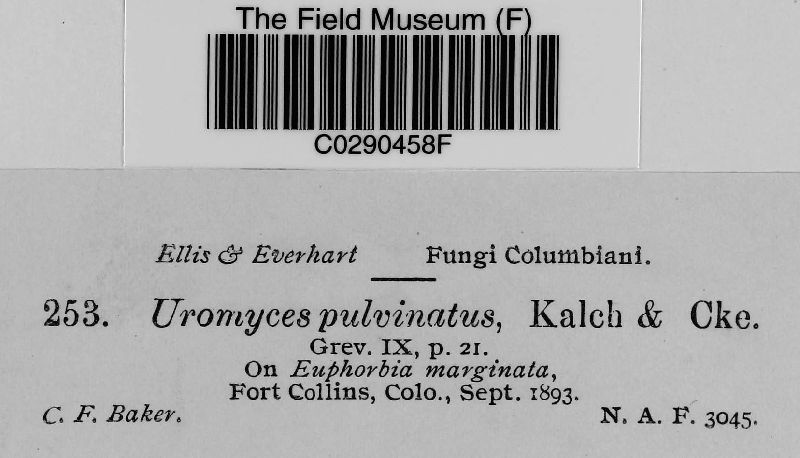 The Field Museum (F)
C0290458F
Ellis & Everhart Fungi Columbiani.
253. Uromyces pulvinatus, Kalch & Cke.
Grev. IX, p. 21.
On Euphorbia marginata,
Fort Collins, Colo., Sept. 1893.
C. F. Baker. N. A. F. 3045.